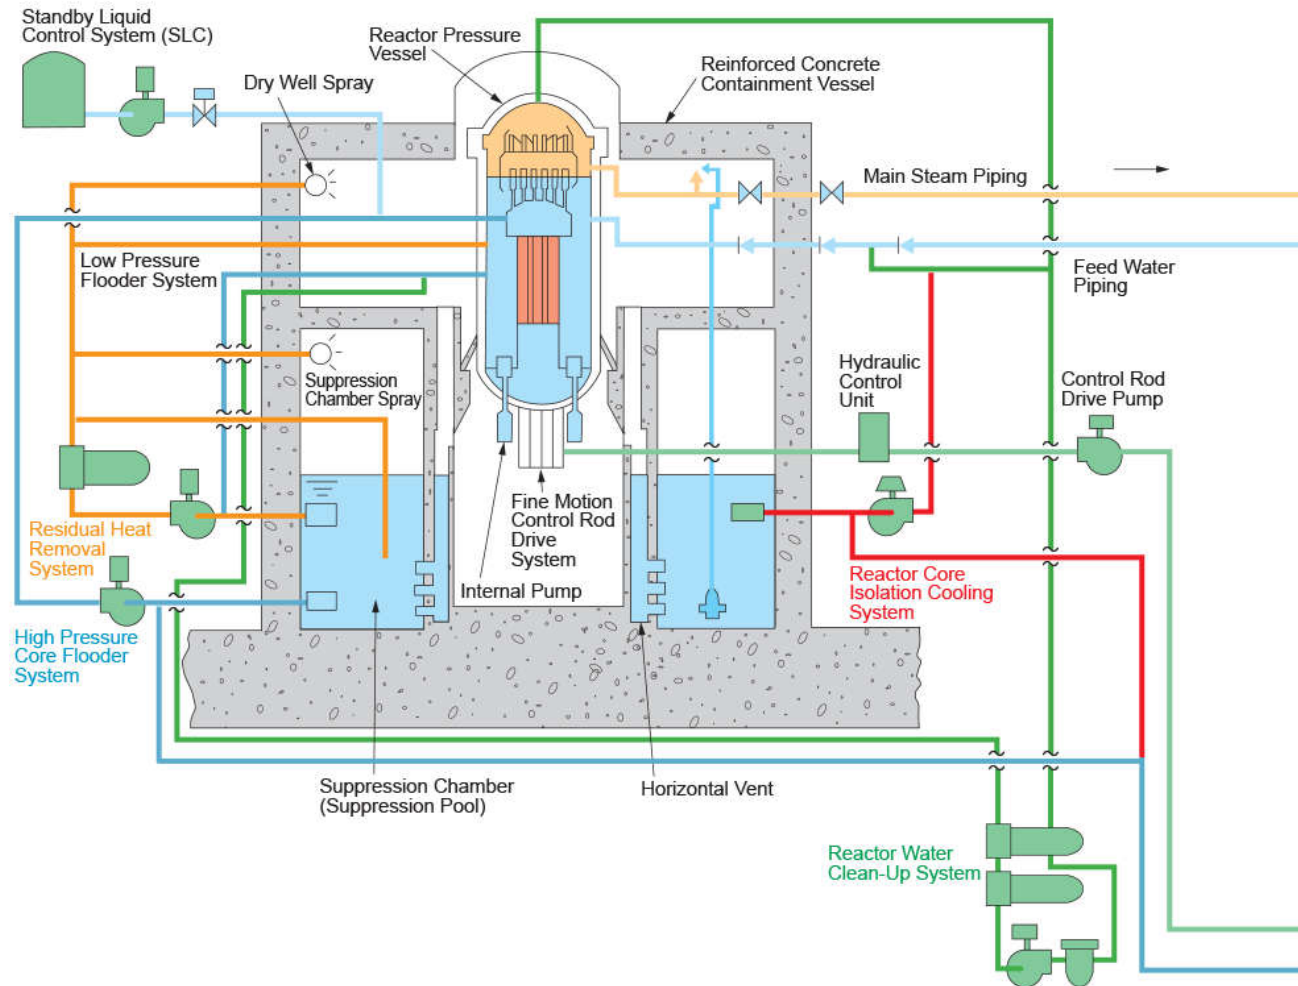 Standby Liquid
Control System (SLC)
Reactor Pressure
Vessel
Dry Well Spray
Reinforced Concrete
Containment Vessel
Main Steam Piping
Low Pressure
Flooder System
Feed Water
Piping
Suppression
Chamber Spray
Hydraulic
Control
Unit
Control Rod
Drive Pump
Residual Heat
Removal
System
Fine Motion
Control Rod
Drive
System
Internal Pump
Reactor Core
Isolation Cooling
System
High Pressure
Core Flooder
System
Suppression Chamber
(Suppression Pool)
Horizontal Vent
Reactor Water
Clean-Up System